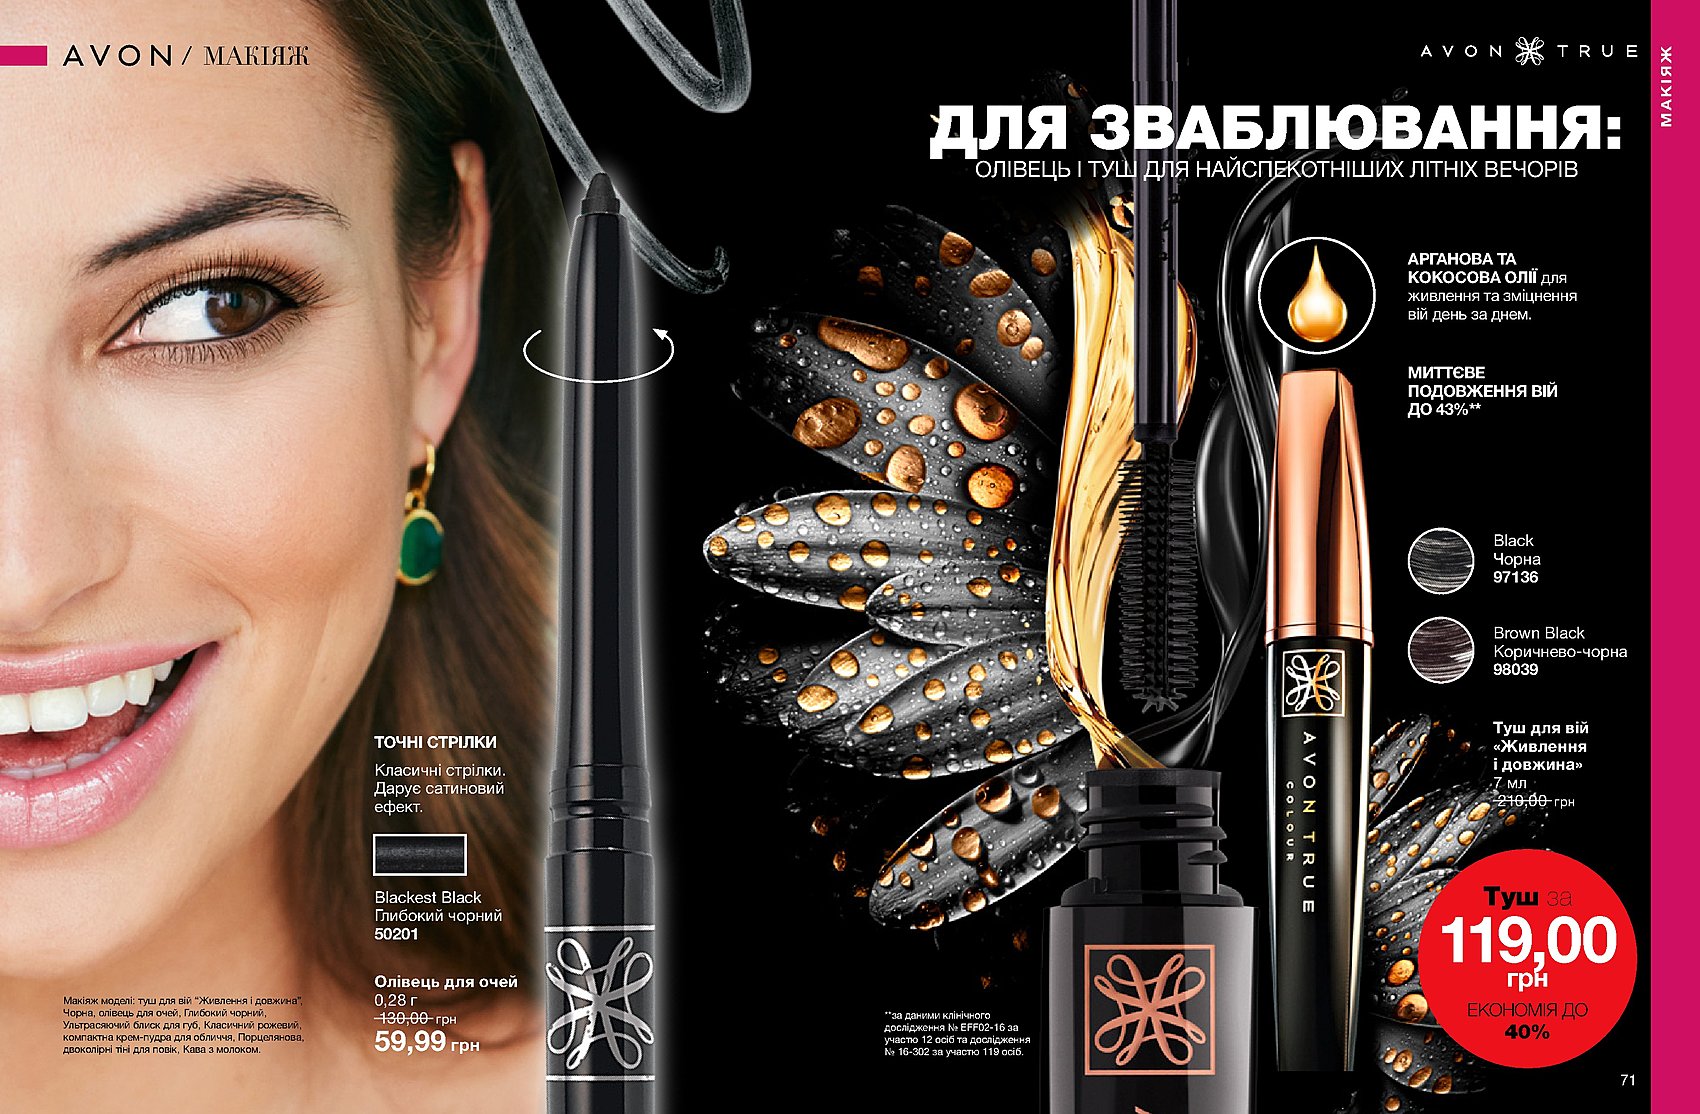 AVON / МАКІЯЖ
AVON TRUE
МАКІЯЖ
ДЛЯ ЗВАБЛЮВАННЯ:
ОЛІВЕЦЬ І ТУШ ДЛЯ НАЙСПЕКОТНІШИХ ЛІТНІХ ВЕЧОРІВ
АРГАНОВА ТА
КОКОСОВА ОЛІЇ для
живлення та зміцнення
вій день за днем.
МИТТЄВЕ
ПОДОВЖЕННЯ ВІЙ
ДО 43%**
Black
Чорна
97136
Brown Black
Коричнево-чорна
98039
Туш для вій
«Живлення
і довжина»
7 мл
210,00 грн
Туш за
119,00
грн
ЕКОНОМІЯ ДО
40%
ТОЧНІ СТРІЛКИ
Класичні стрілки.
Дарує сатиновий
ефект.
Blackest Black
Глибокий чорний
50201
Олівець для очей
0,28 г
130,00 грн
59,99 грн
Макіяж моделі: туш для вій "Живлення і довжина",
Чорна, олівець для очей, Глибокий чорний,
Ультрасяючий блиск для губ, Класичний рожевий,
компактна крем-пудра для обличчя, Порцелянова,
двоколірні тіні для повік, Кава з молоком.
**за даними клінічного
дослідження № EFF02-16 за
участю 12 осіб та дослідження
№ 16-302 за участю 119 осіб.
AVON TRUE
COLOUR
71